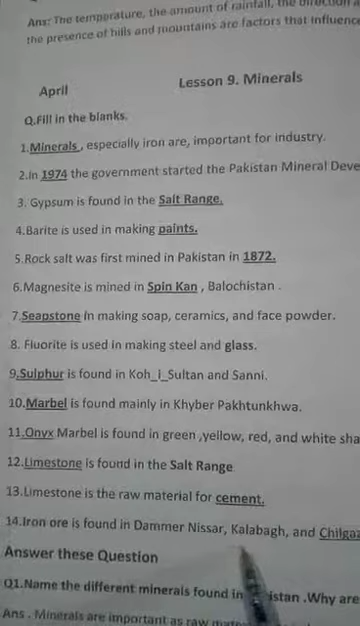 Ans: The temperature, the amount of rainfall, the direction
the presence of hills and mountains are factors that influence
Lesson 9. Minerals
April
Q.Fill in the blanks.
1.Minerals , especially iron are, important for industry.
2.In 1974 the government started the Pakistan Mineral Deve
3. Gypsum is found in the Salt Range.
4.Barite is used in making paints.
5.Rock salt was first mined in Pakistan in 1872.
6.Magnesite is mined in Spin Kan , Balochistan .
7.Seapstone in making soap, ceramics, and face powder.
8. Fluorite is used in making steel and glass.
9.Sulphur is found in Koh_i_Sultan and Sanni.
10.Marbel is found mainly in Khyber Pakhtunkhwa.
11.Onyx Marbel is found in green ,yellow, red, and white sha
12.Limestone is found in the Salt Range
13.Limestone is the raw material for cement.
14.Iron ore is found in Dammer Nissar, Kalabagh, and Chilgaz
Answer these Question
Q1.Name the different minerals found in istan .Why are
Ans . Minerals are important as raw